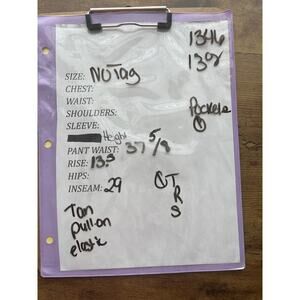 1346
1308
SIZE: No Tag
CHEST:
WAIST:
SHOULDERS:
Pockets
SLEEVE:
Height
PANT WAIST: 37 5/8
RISE: 13.5
HIPS:
INSEAM: 29
T
R
S
Tan
pull on
elastic